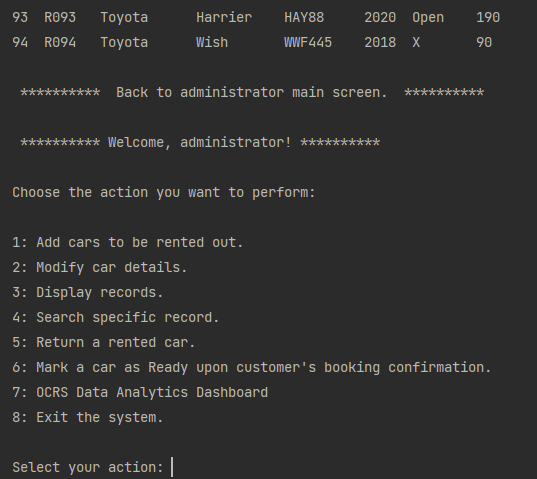 93  R093   Toyota      Harrier    HAY88     2020  Open    190
94  R094   Toyota      Wish       WWF445    2018  X       90
**********  Back to administrator main screen.  **********
********** Welcome, administrator! **********
Choose the action you want to perform:
1: Add cars to be rented out.
2: Modify car details.
3: Display records.
4: Search specific record.
5: Return a rented car.
6: Mark a car as Ready upon customer's booking confirmation.
7: OCRS Data Analytics Dashboard
8: Exit the system.
Select your action: